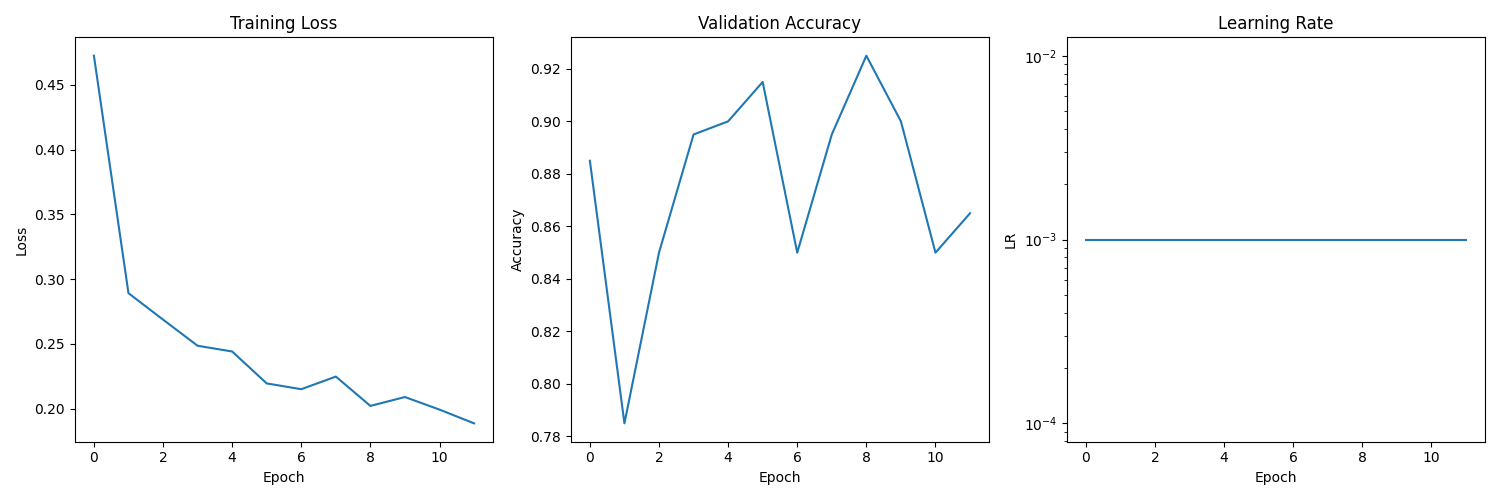 Training Loss
Validation Accuracy
Learning Rate
Loss
0.45
0.40
0.35
0.30
0.25
0.20
0 2 4 6 8 10
Epoch
Accuracy
0.92
0.90
0.88
0.86
0.84
0.82
0.80
0.78
0 2 4 6 8 10
Epoch
LR
10⁻²
10⁻³
10⁻⁴
0 2 4 6 8 10
Epoch